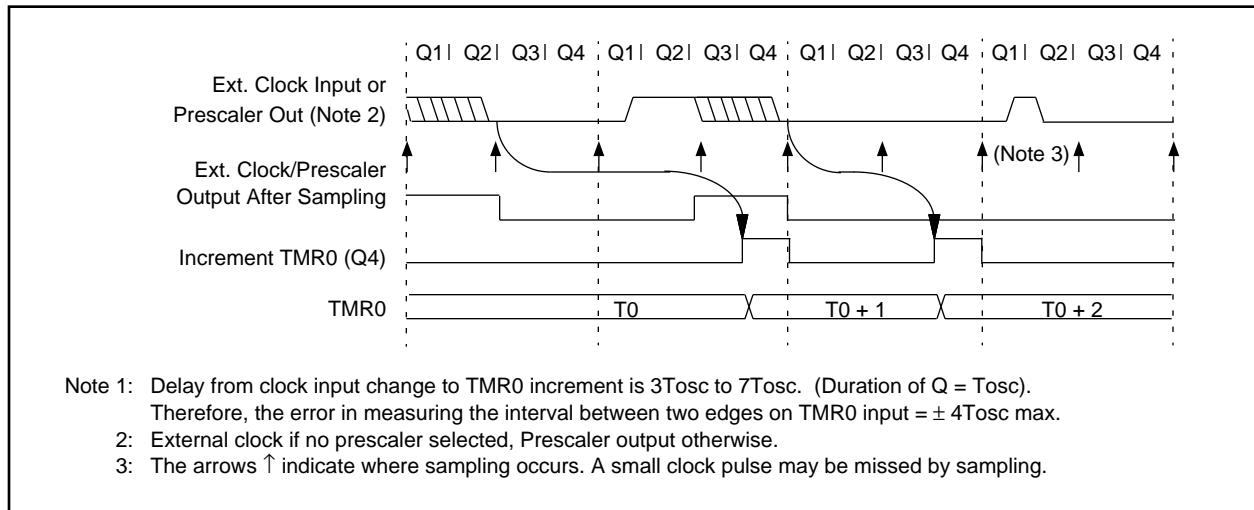 Q1| Q2| Q3| Q4 Q1| Q2| Q3| Q4 Q1| Q2| Q3| Q4 Q1| Q2| Q3| Q4
Ext. Clock Input or
Prescaler Out (Note 2)
(Note 3)
Ext. Clock/Prescaler
Output After Sampling
Increment TMR0 (Q4)
TMR0 T0 T0 + 1 T0 + 2
Note 1: Delay from clock input change to TMR0 increment is 3Tosc to 7Tosc. (Duration of Q = Tosc).
Therefore, the error in measuring the interval between two edges on TMR0 input = ± 4Tosc max.
2: External clock if no prescaler selected, Prescaler output otherwise.
3: The arrows ↑ indicate where sampling occurs. A small clock pulse may be missed by sampling.